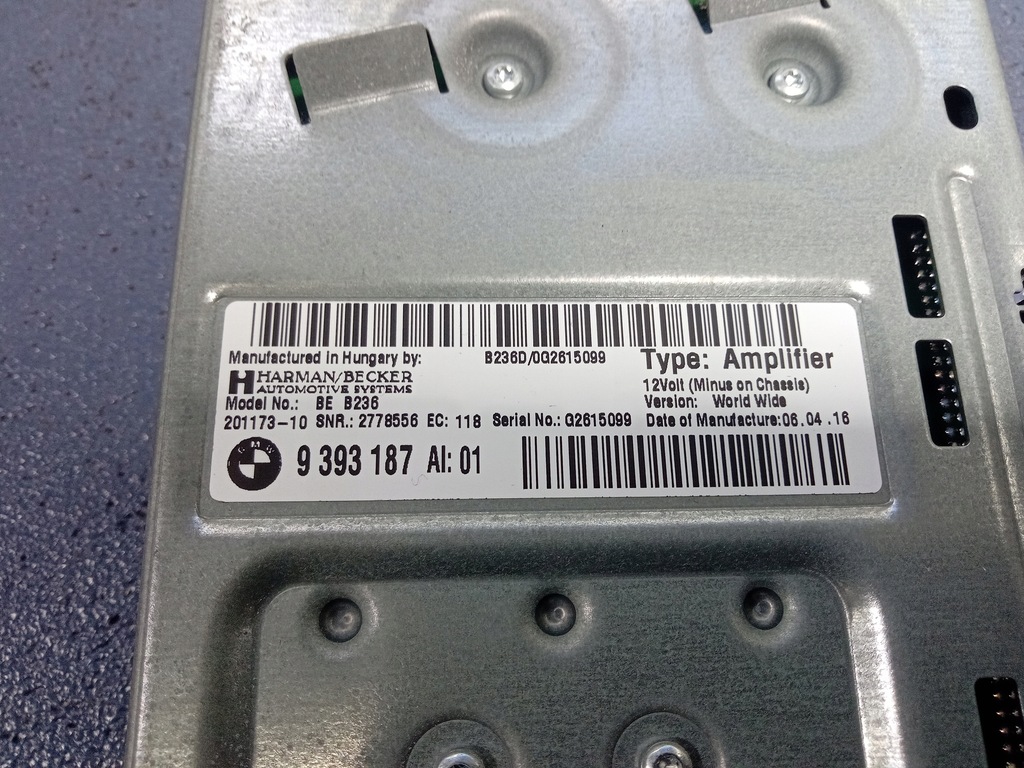 Manufactured in Hungary by:
B236D/0G2615099
Type: Amplifier
H HARMAN/BECKER
AUTOMOTIVE SYSTEMS
12Volt (Minus on Chassis)
Model No.: BE B236
Version: World Wide
201173-10 SNR.: 2778556 EC: 118 Serial No.: G2615099 Date of Manufacture: 06.04.16
BMW 9 393 187 AI: 01